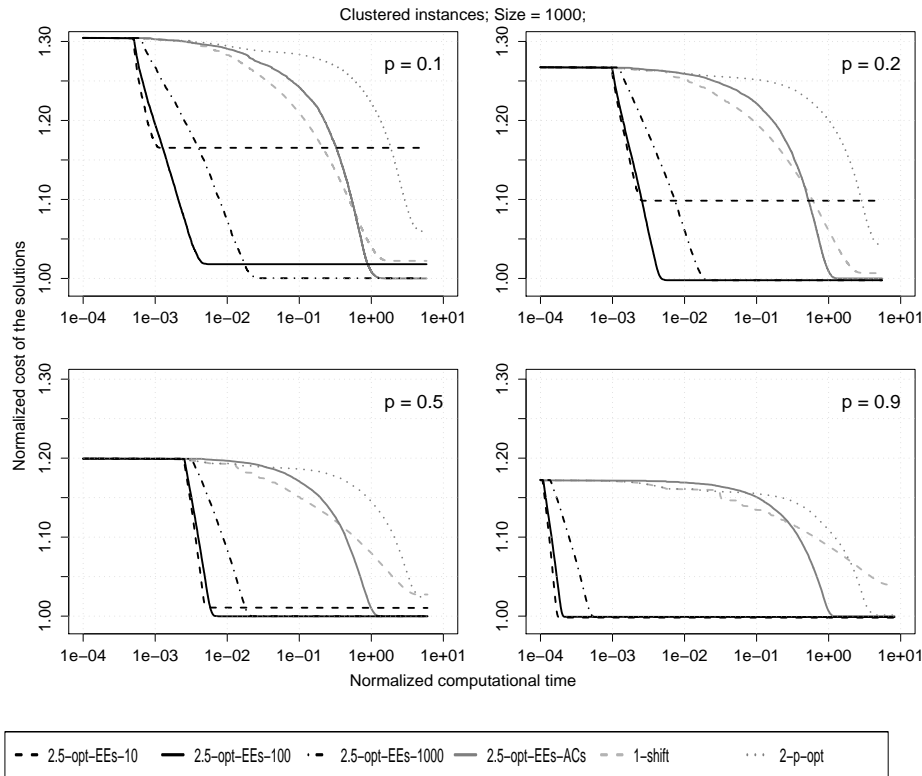 Clustered instances; Size = 1000;
Normalized cost of the solutions
1.00 1.10 1.20 1.30
p = 0.1
1e−04 1e−03 1e−02 1e−01 1e+00 1e+01
1.00 1.10 1.20 1.30
p = 0.2
1e−04 1e−03 1e−02 1e−01 1e+00 1e+01
1.00 1.10 1.20 1.30
p = 0.5
1e−04 1e−03 1e−02 1e−01 1e+00 1e+01
1.00 1.10 1.20 1.30
p = 0.9
1e−04 1e−03 1e−02 1e−01 1e+00 1e+01
Normalized computational time
2.5−opt−EEs−10 2.5−opt−EEs−100 2.5−opt−EEs−1000 2.5−opt−EEs−ACs 1−shift 2−p−opt